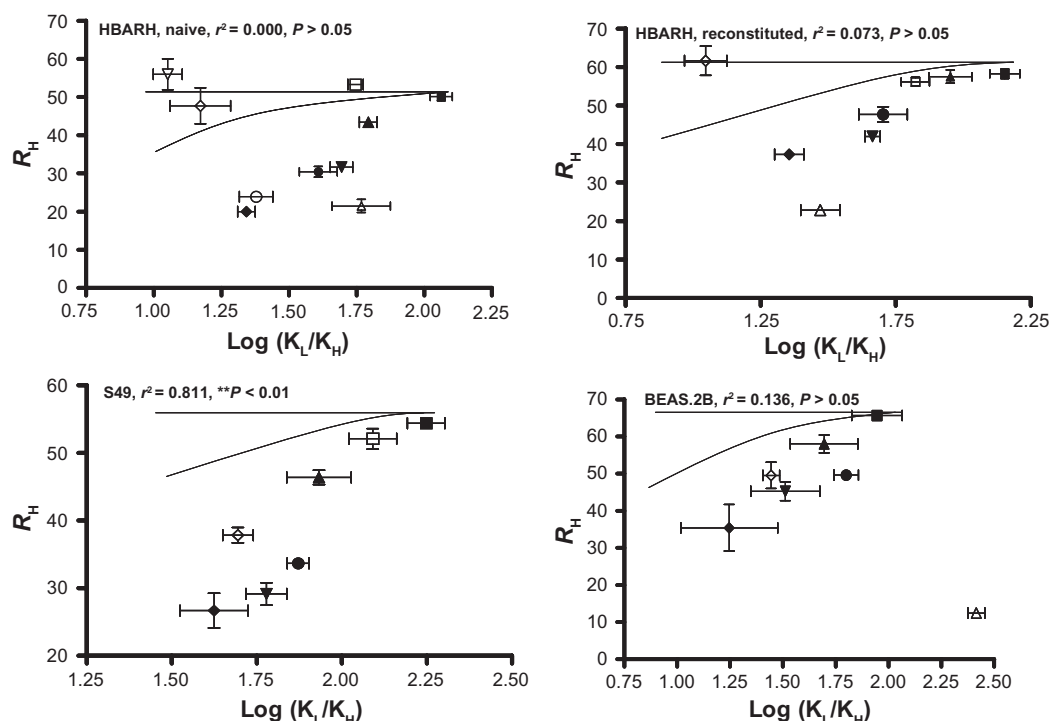 HBARH, naive, r² = 0.000, P > 0.05
70
60
50
40
30
20
10
0
R_H
0.75 1.00 1.25 1.50 1.75 2.00 2.25
Log (K_L/K_H)
HBARH, reconstituted, r² = 0.073, P > 0.05
70
60
50
40
30
20
10
0
R_H
0.75 1.25 1.75 2.25
Log (K_L/K_H)
S49, r² = 0.811, **P < 0.01
60
50
40
30
20
R_H
1.25 1.50 1.75 2.00 2.25 2.50
Log (K_L/K_H)
BEAS.2B, r² = 0.136, P > 0.05
70
60
50
40
30
20
10
0
R_H
0.75 1.00 1.25 1.50 1.75 2.00 2.25 2.50
Log (K_L/K_H)